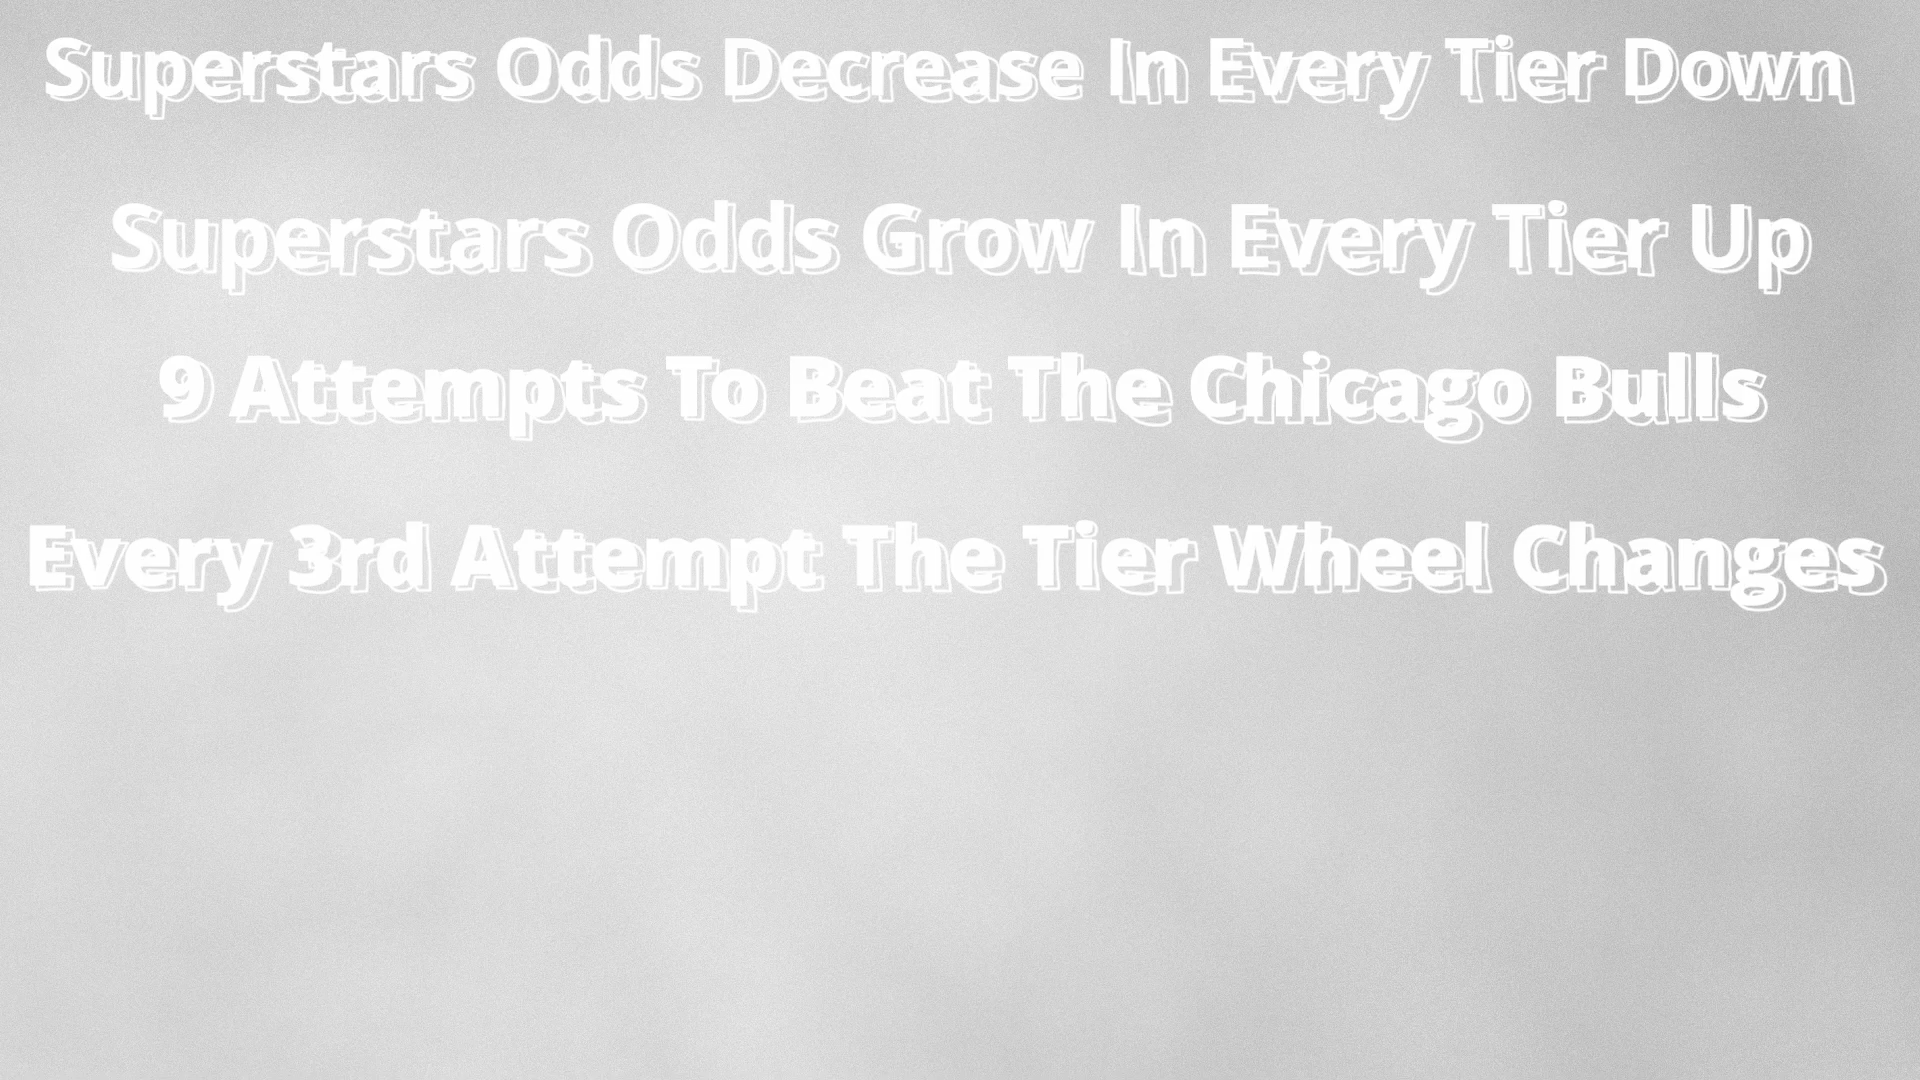 Superstars Odds Decrease In Every Tier Down
Superstars Odds Grow In Every Tier Up
9 Attempts To Beat The Chicago Bulls
Every 3rd Attempt The Tier Wheel Changes